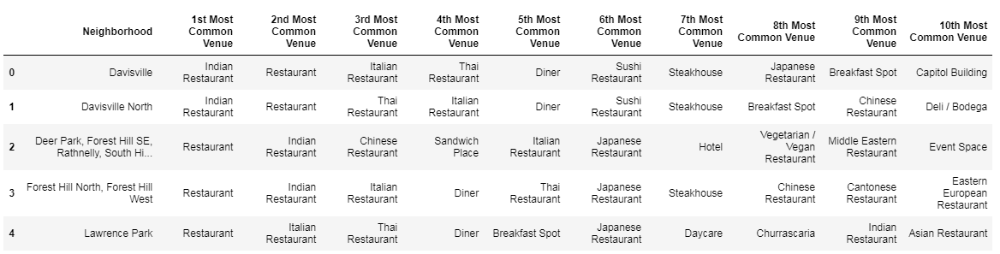 Neighborhood 1st Most Common Venue 2nd Most Common Venue 3rd Most Common Venue 4th Most Common Venue 5th Most Common Venue 6th Most Common Venue 7th Most Common Venue 8th Most Common Venue 9th Most Common Venue 10th Most Common Venue
0 Davisville Indian Restaurant Restaurant Italian Restaurant Thai Restaurant Diner Sushi Restaurant Steakhouse Japanese Restaurant Breakfast Spot Capitol Building
1 Davisville North Indian Restaurant Restaurant Thai Restaurant Italian Restaurant Diner Sushi Restaurant Steakhouse Breakfast Spot Chinese Restaurant Deli / Bodega
2 Deer Park, Forest Hill SE, Rathnelly, South Hi... Restaurant Indian Restaurant Chinese Restaurant Sandwich Place Italian Restaurant Japanese Restaurant Hotel Vegetarian / Vegan Restaurant Middle Eastern Restaurant Event Space
3 Forest Hill North, Forest Hill West Restaurant Indian Restaurant Italian Restaurant Diner Thai Restaurant Japanese Restaurant Steakhouse Chinese Restaurant Cantonese Restaurant Eastern European Restaurant
4 Lawrence Park Restaurant Italian Restaurant Thai Restaurant Diner Breakfast Spot Japanese Restaurant Daycare Churrascaria Indian Restaurant Asian Restaurant